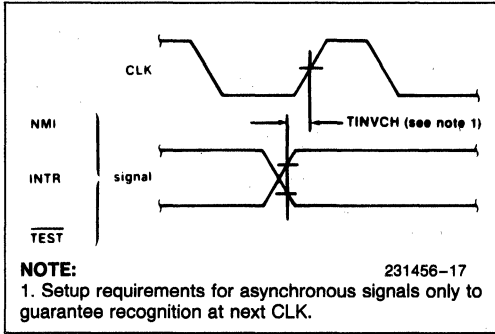 CLK
TINVCH (see note 1)
NMI
INTR
signal
TEST
NOTE:
231456-17
1. Setup requirements for asynchronous signals only to
guarantee recognition at next CLK.